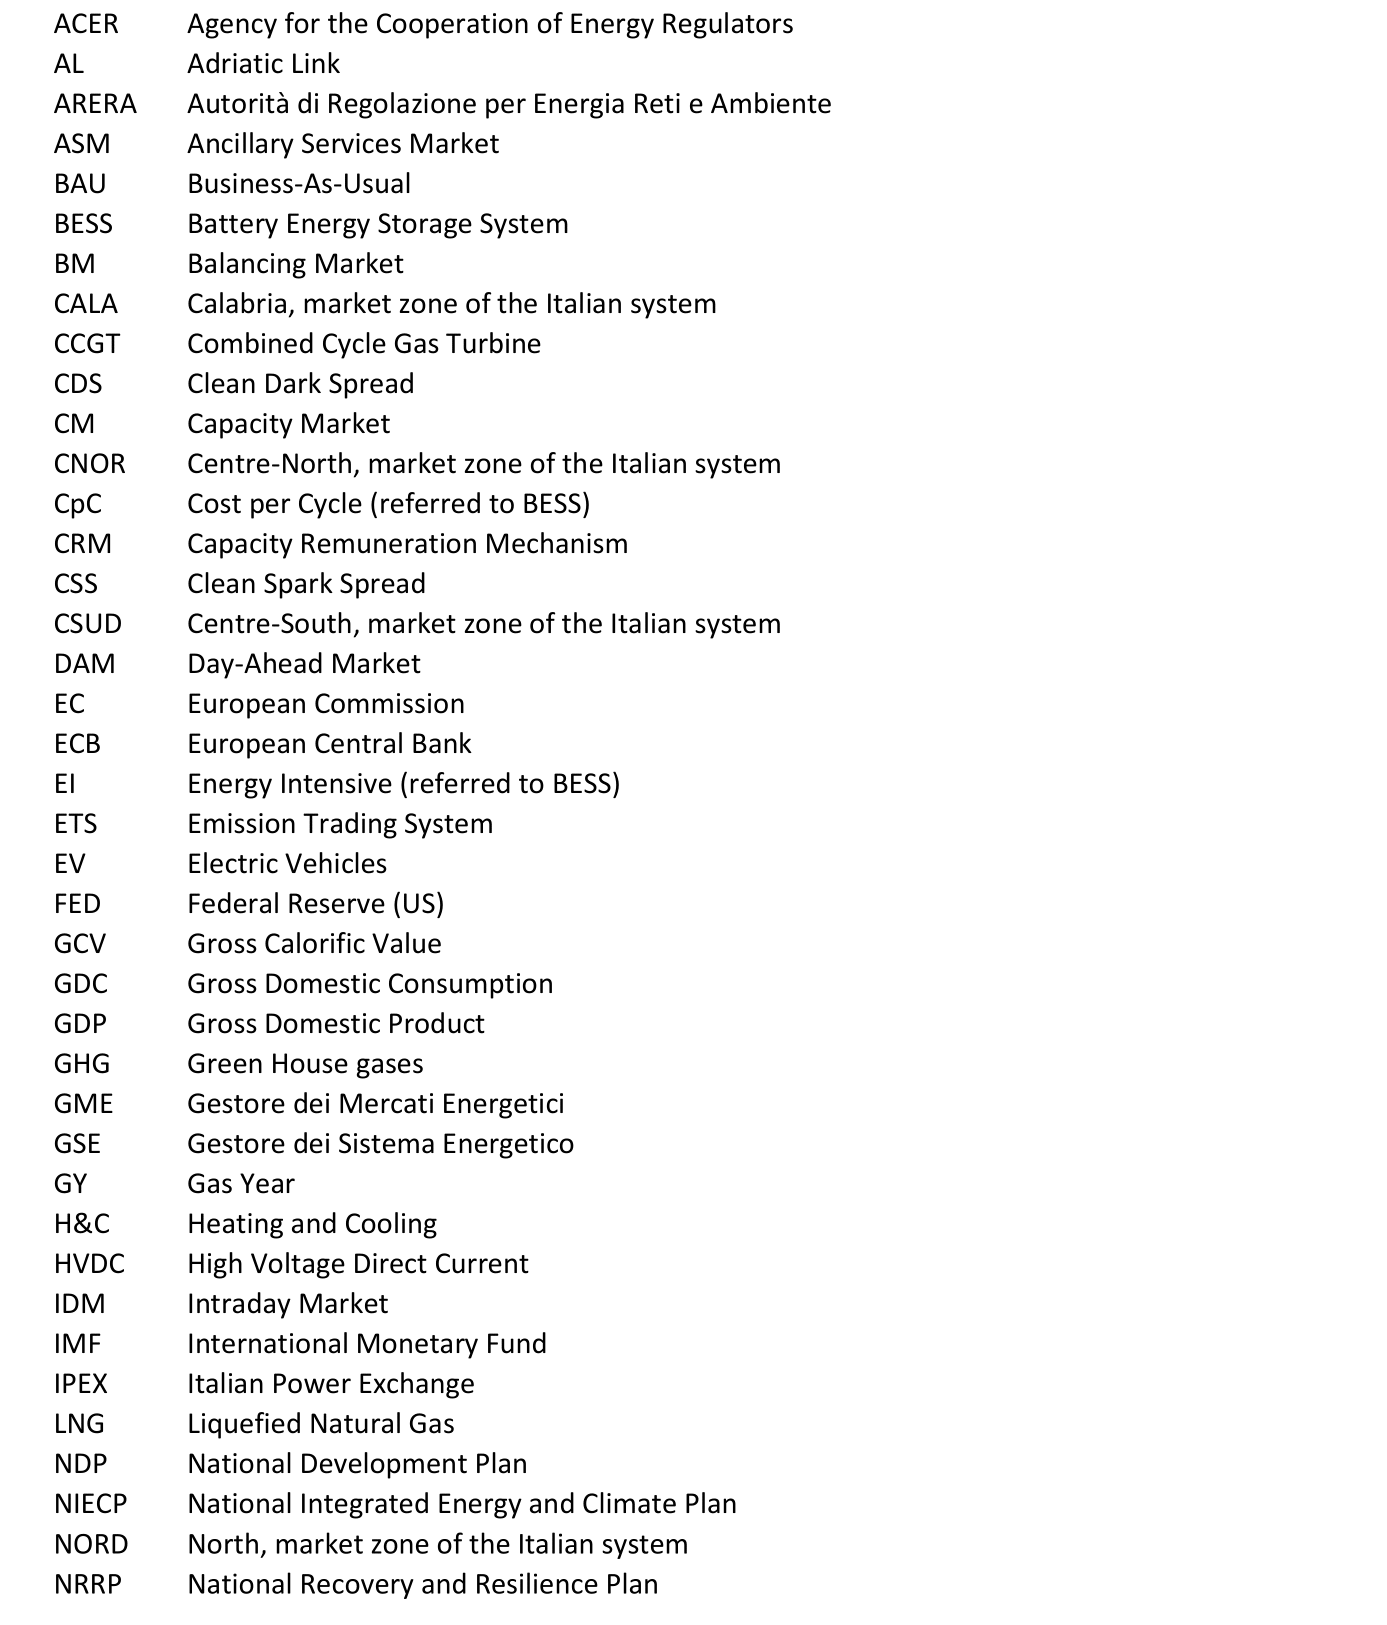 ACER Agency for the Cooperation of Energy Regulators
AL Adriatic Link
ARERA Autorità di Regolazione per Energia Reti e Ambiente
ASM Ancillary Services Market
BAU Business-As-Usual
BESS Battery Energy Storage System
BM Balancing Market
CALA Calabria, market zone of the Italian system
CCGT Combined Cycle Gas Turbine
CDS Clean Dark Spread
CM Capacity Market
CNOR Centre-North, market zone of the Italian system
CpC Cost per Cycle (referred to BESS)
CRM Capacity Remuneration Mechanism
CSS Clean Spark Spread
CSUD Centre-South, market zone of the Italian system
DAM Day-Ahead Market
EC European Commission
ECB European Central Bank
EI Energy Intensive (referred to BESS)
ETS Emission Trading System
EV Electric Vehicles
FED Federal Reserve (US)
GCV Gross Calorific Value
GDC Gross Domestic Consumption
GDP Gross Domestic Product
GHG Green House gases
GME Gestore dei Mercati Energetici
GSE Gestore dei Sistema Energetico
GY Gas Year
H&C Heating and Cooling
HVDC High Voltage Direct Current
IDM Intraday Market
IMF International Monetary Fund
IPEX Italian Power Exchange
LNG Liquefied Natural Gas
NDP National Development Plan
NIECP National Integrated Energy and Climate Plan
NORD North, market zone of the Italian system
NRRP National Recovery and Resilience Plan